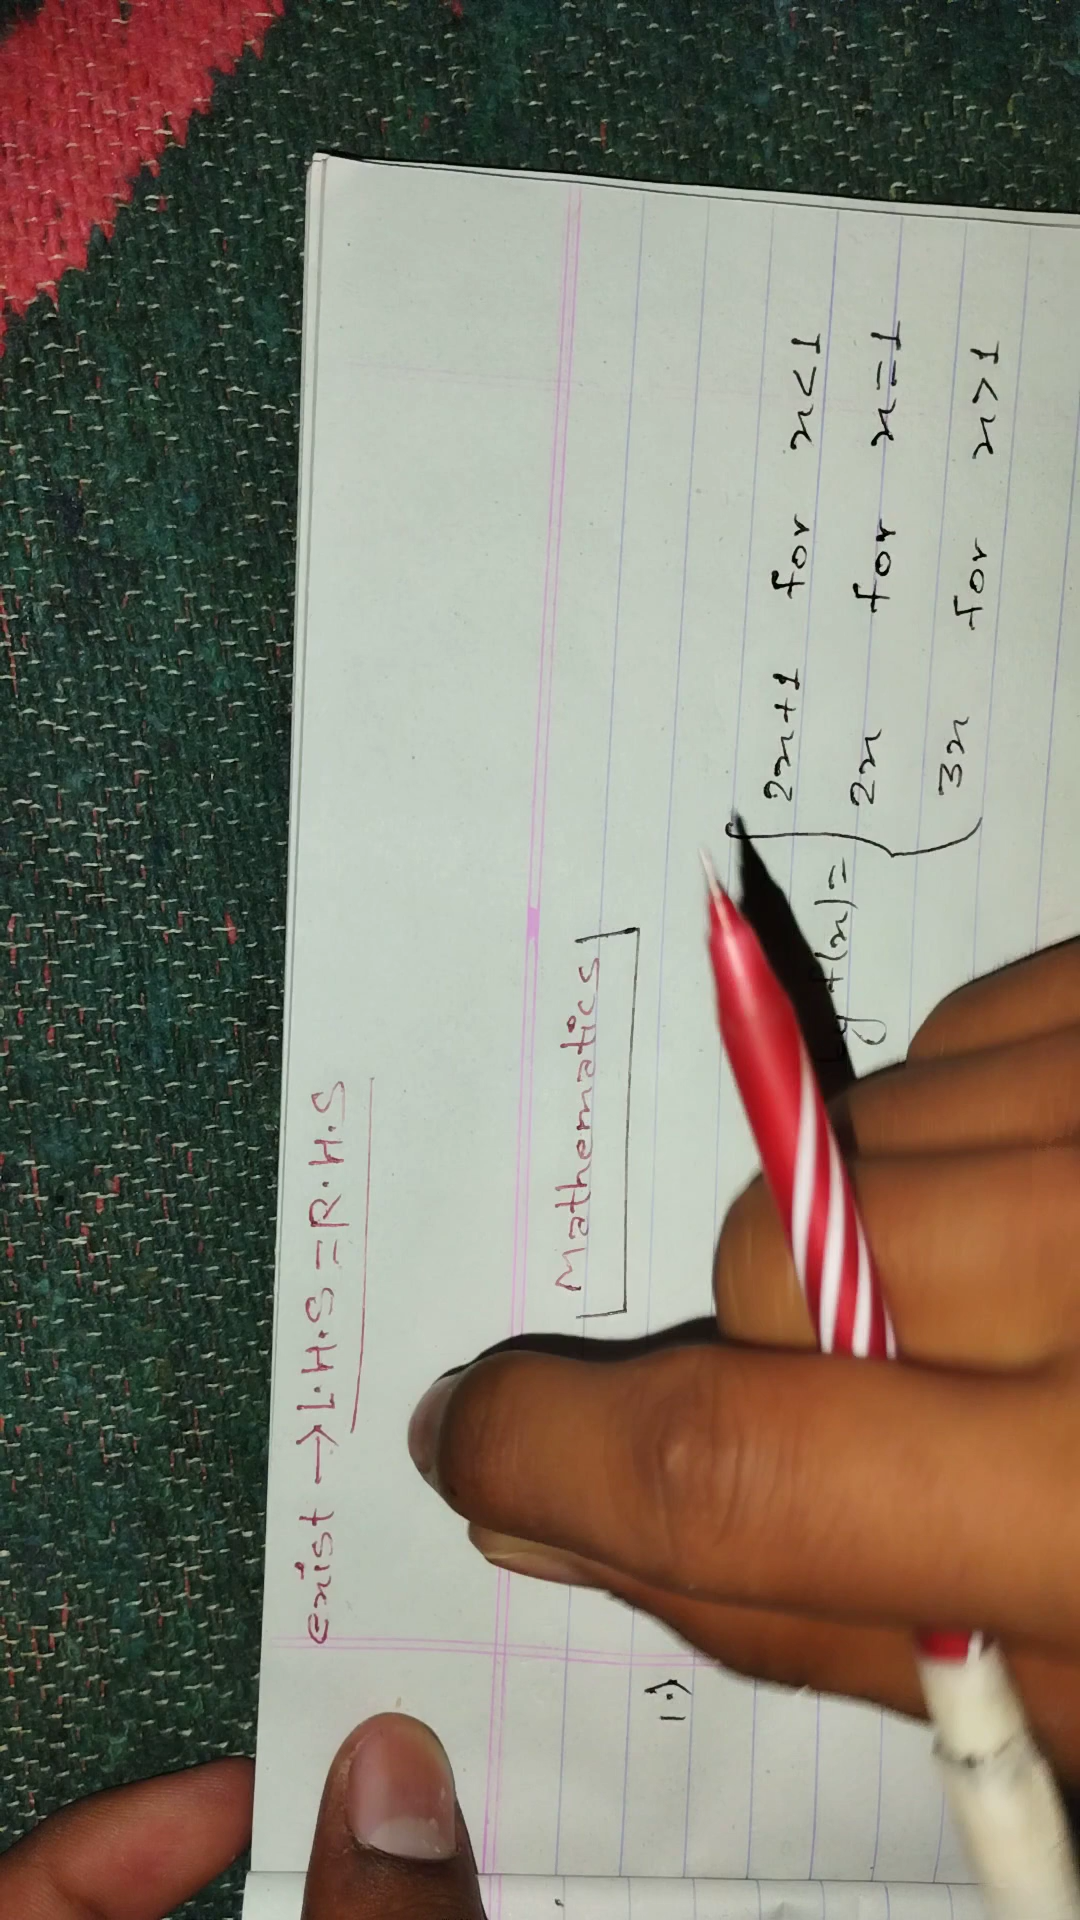 exist → L.H.S = R.H.S
Mathematics
1.)
2x+1 for x<1
y f(x)= 2x for x=1
3x for x>1